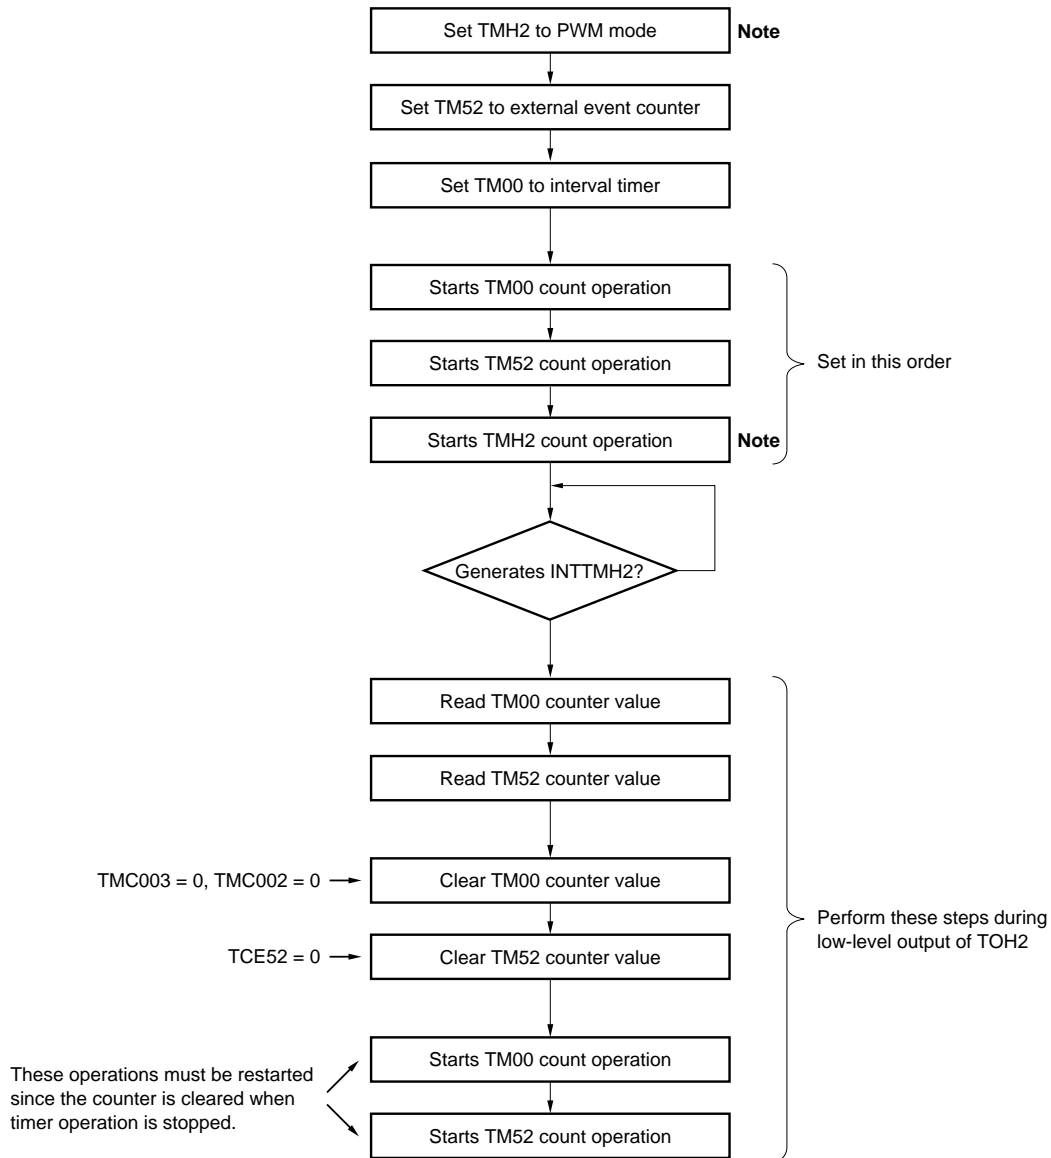 Set TMH2 to PWM mode
Note
Set TM52 to external event counter
Set TM00 to interval timer
Starts TM00 count operation
Starts TM52 count operation
Set in this order
Starts TMH2 count operation
Note
Generates INTTMH2?
Read TM00 counter value
Read TM52 counter value
TMC003 = 0, TMC002 = 0
Clear TM00 counter value
Perform these steps during
low-level output of TOH2
TCE52 = 0
Clear TM52 counter value
Starts TM00 count operation
These operations must be restarted
since the counter is cleared when
timer operation is stopped.
Starts TM52 count operation